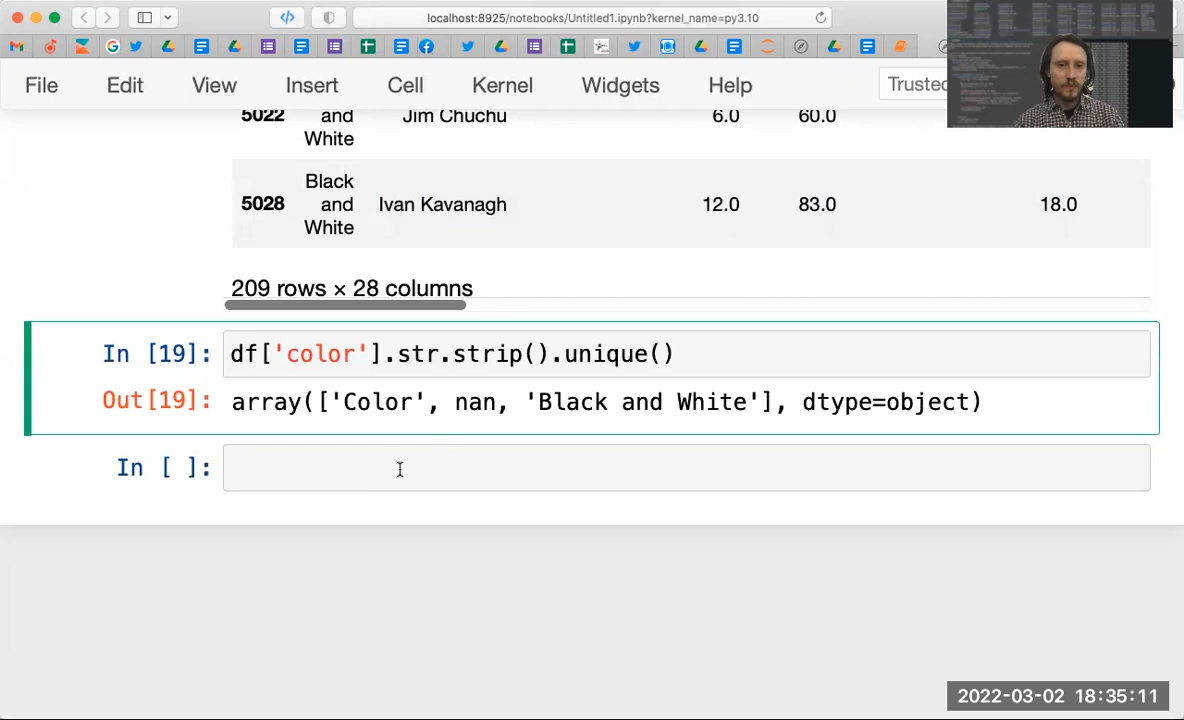 localhost:8925/notebooks/Untitled1.ipynb?kernel_name=py3.10
File Edit View Insert Cell Kernel Widgets Help Trusted
5022 and White Jim Chuchu 6.0 60.0
5028 Black and White Ivan Kavanagh 12.0 83.0 18.0
209 rows × 28 columns
In [19]: df['color'].str.strip().unique()
Out[19]: array(['Color', nan, 'Black and White'], dtype=object)
In [ ]:
2022-03-02 18:35:11